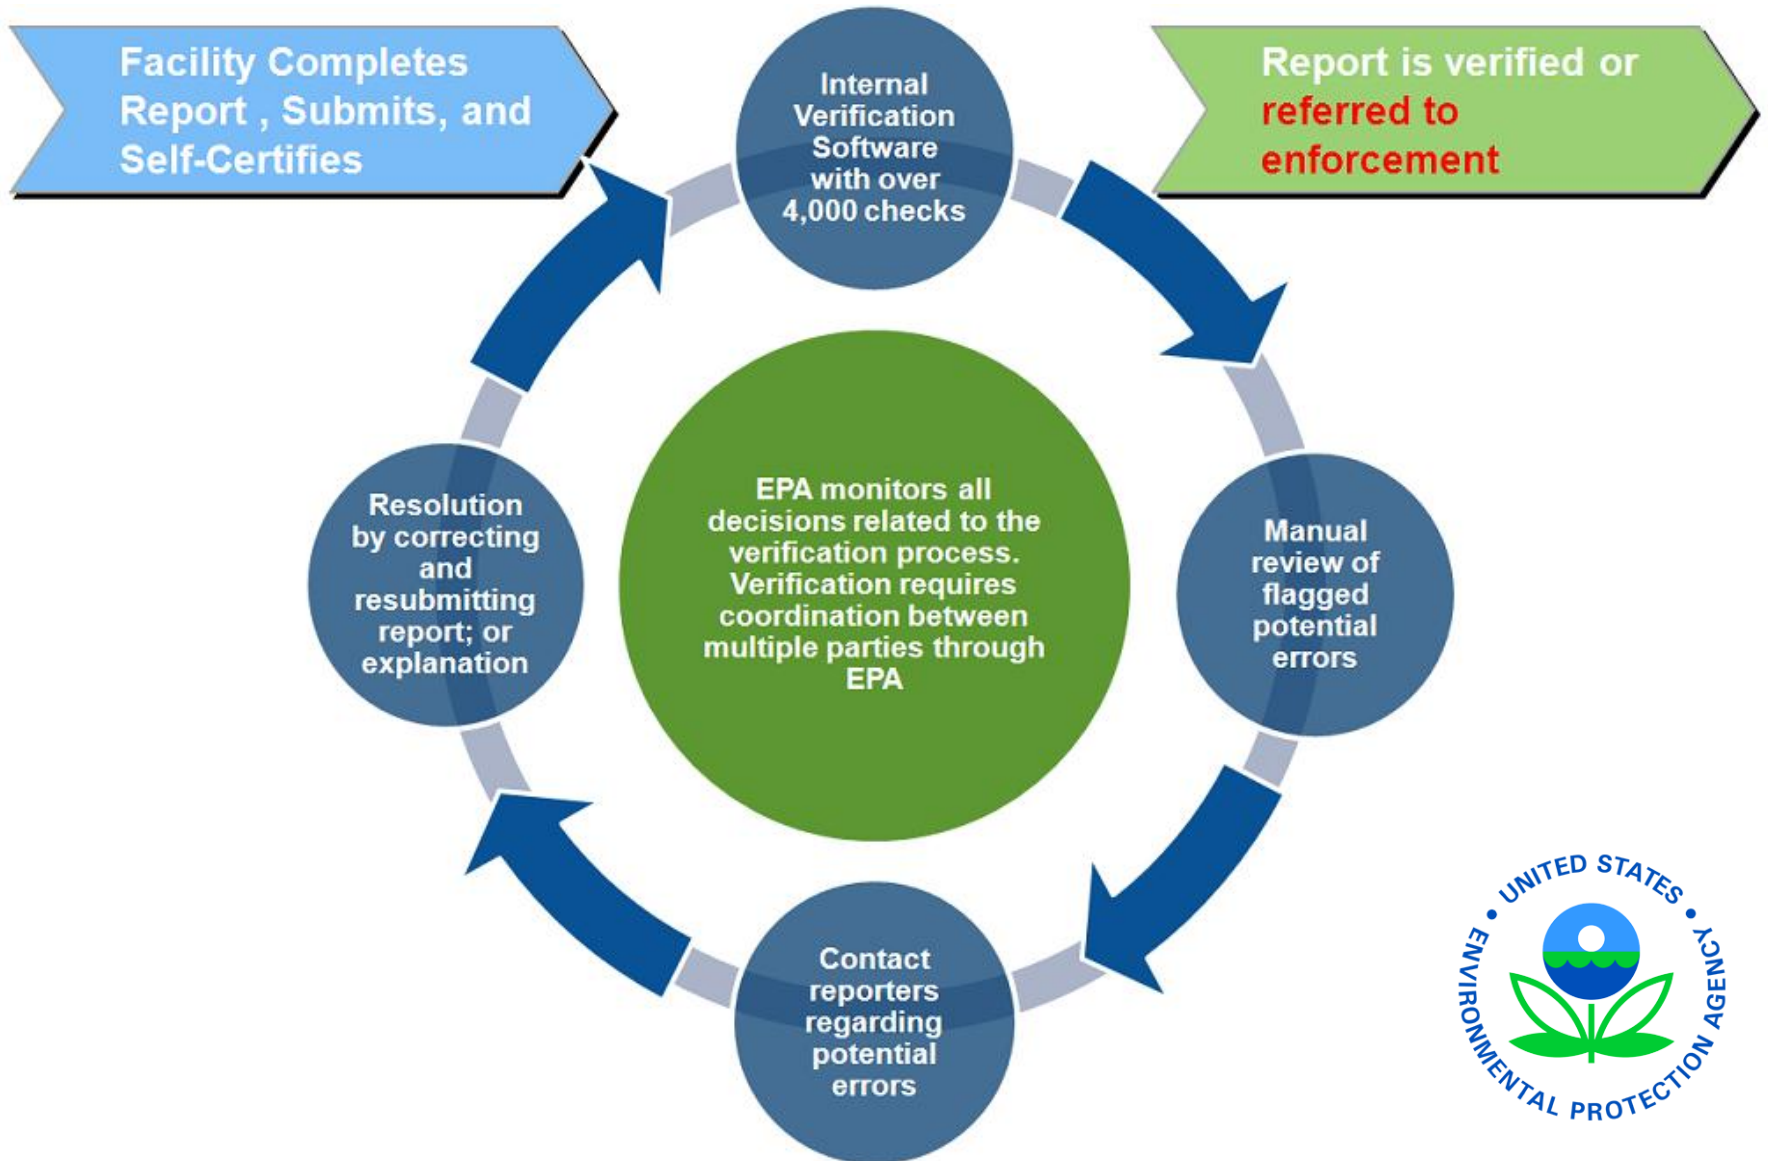 Facility Completes
Report , Submits, and
Self-Certifies
Internal
Verification
Software
with over
4,000 checks
Report is verified or
referred to
enforcement
Resolution
by correcting
and
resubmitting
report; or
explanation
EPA monitors all
decisions related to the
verification process.
Verification requires
coordination between
multiple parties through
EPA
Manual
review of
flagged
potential
errors
Contact
reporters
regarding
potential
errors
UNITED STATES • ENVIRONMENTAL PROTECTION AGENCY •